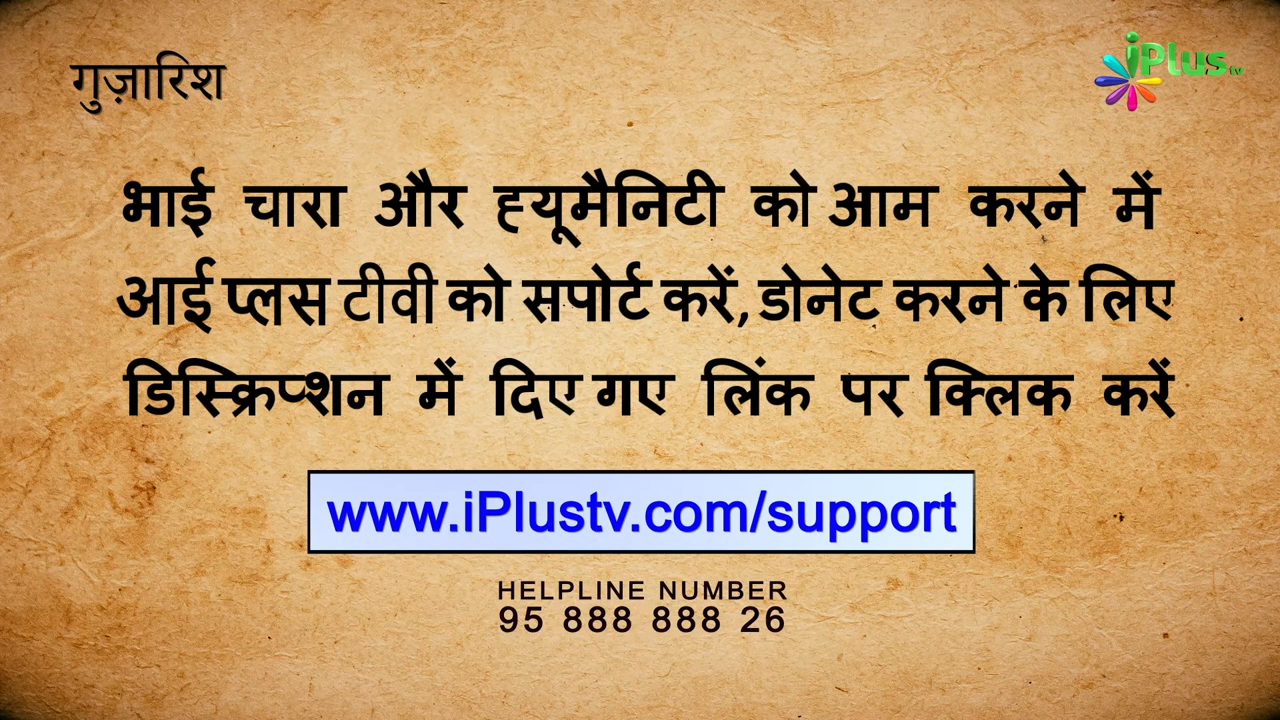 गुज़ारिश
iPlus tv
भाई चारा और ह्यूमैनिटी को आम करने में
आई प्लस टीवी को सपोर्ट करें, डोनेट करने के लिए
डिस्क्रिप्शन में दिए गए लिंक पर क्लिक करें
www.iPlustv.com/support
HELPLINE NUMBER
95 888 888 26